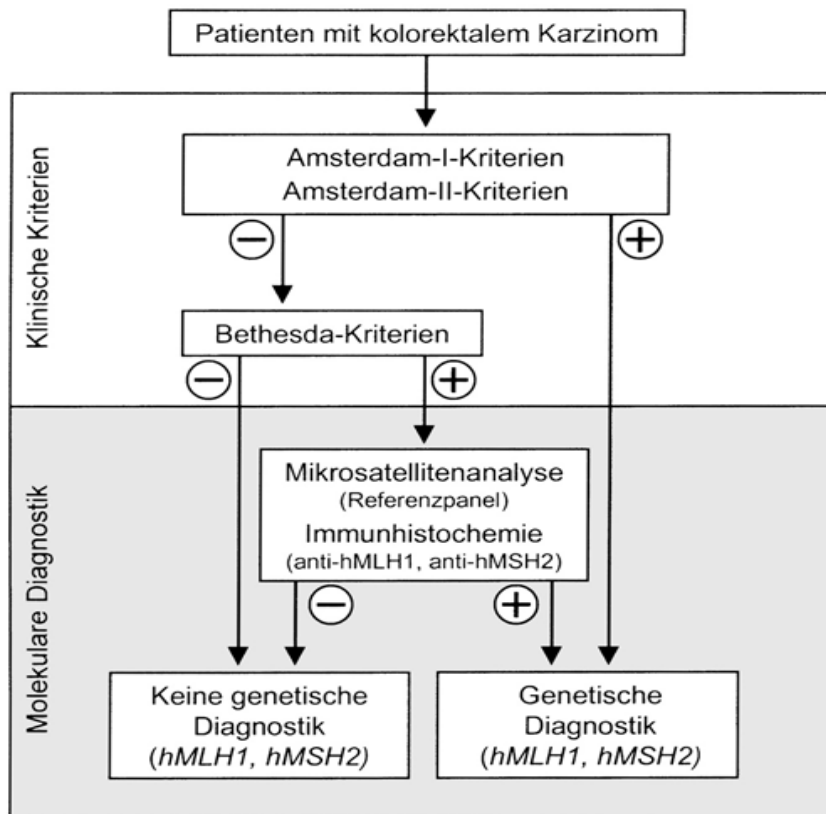 Patienten mit kolorektalem Karzinom
Klinische Kriterien
Amsterdam-I-Kriterien
Amsterdam-II-Kriterien
−
+
Bethesda-Kriterien
−
+
Molekulare Diagnostik
Mikrosatellitenanalyse
(Referenzpanel)
Immunhistochemie
(anti-hMLH1, anti-hMSH2)
−
+
Keine genetische
Diagnostik
(hMLH1, hMSH2)
Genetische
Diagnostik
(hMLH1, hMSH2)